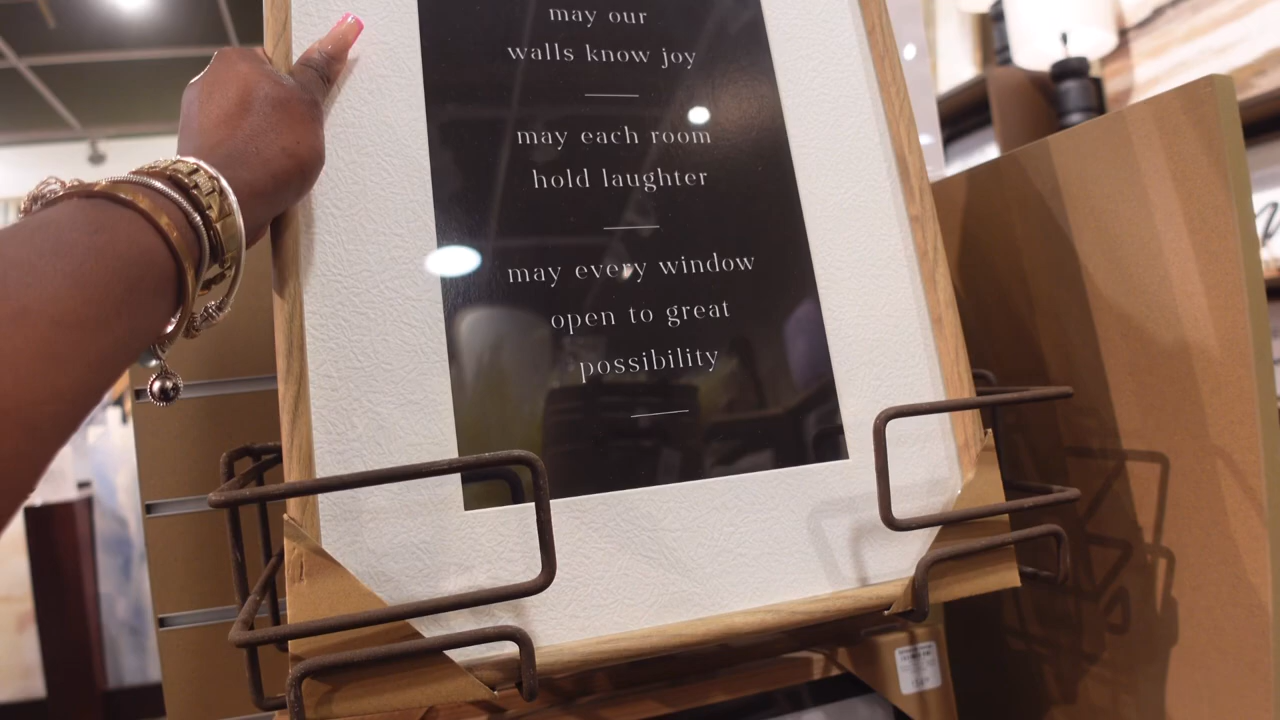 may our
walls know joy
may each room
hold laughter
may every window
open to great
possibility